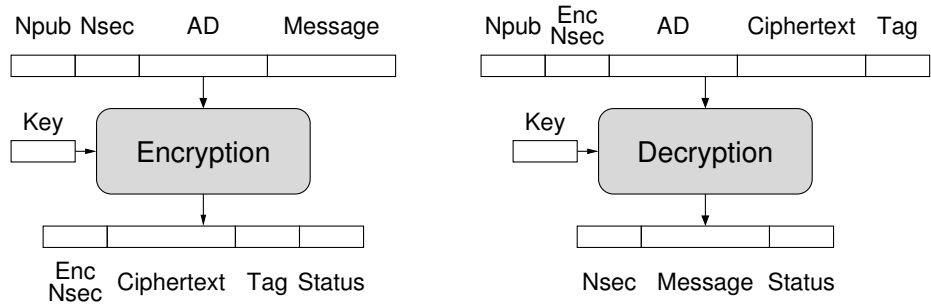 Npub Nsec AD Message
Key
Encryption
Enc
Nsec Ciphertext Tag Status
Npub Enc
Nsec AD Ciphertext Tag
Key
Decryption
Nsec Message Status